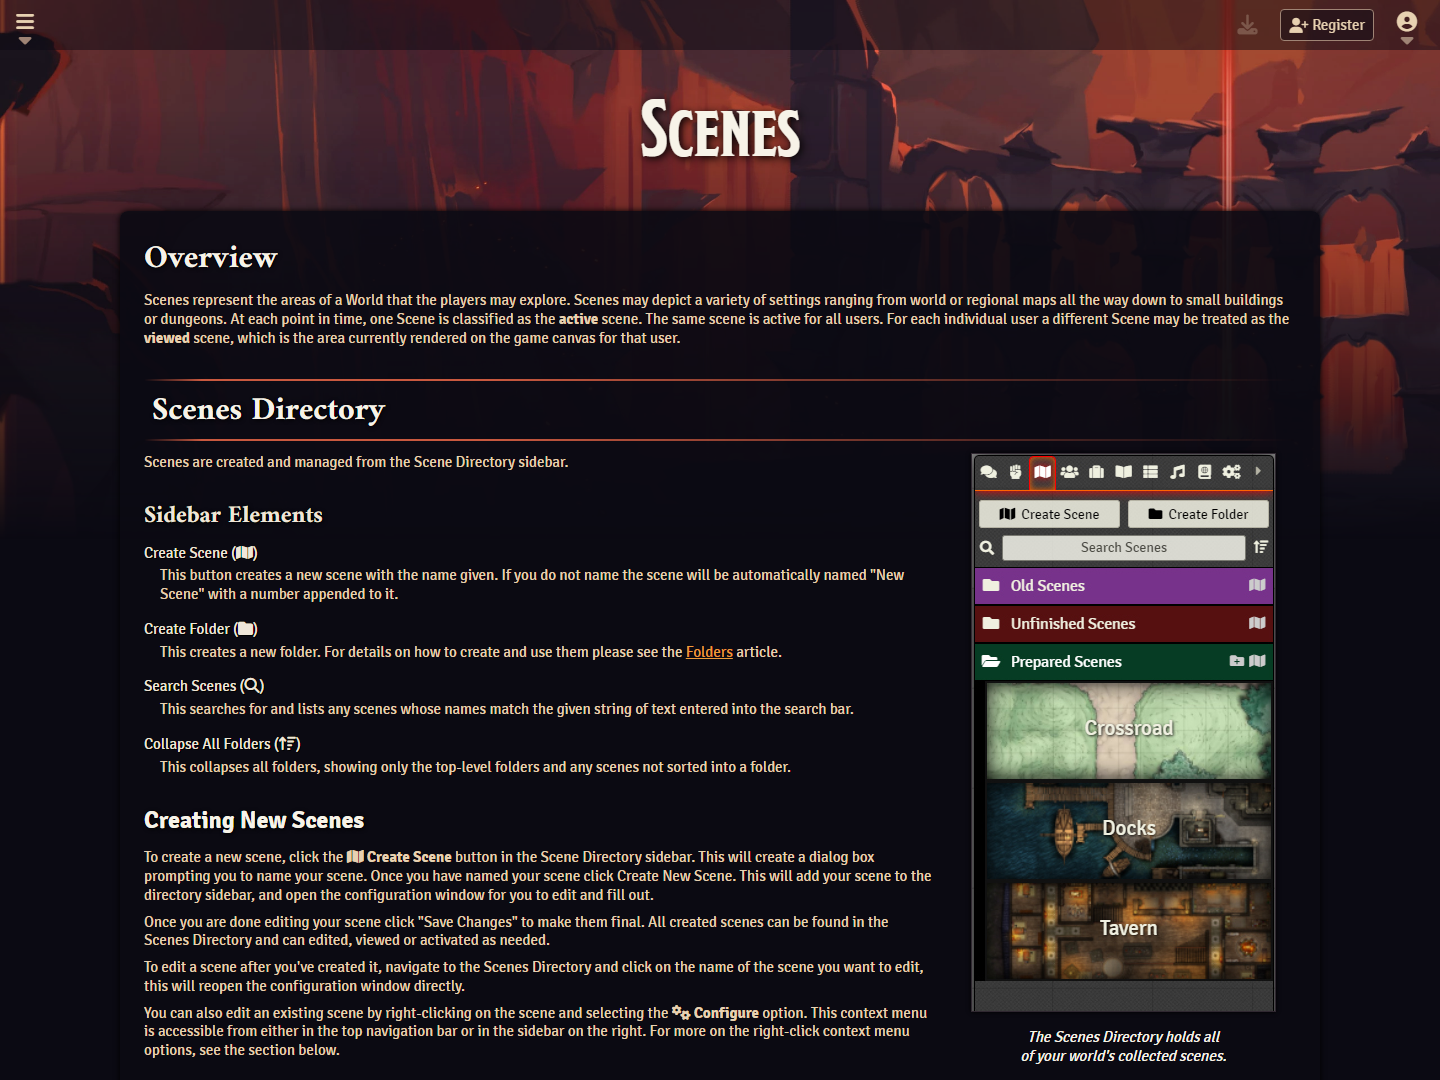 Register
Scenes
Overview
Scenes represent the areas of a World that the players may explore. Scenes may depict a variety of settings ranging from world or regional maps all the way down to small buildings
or dungeons. At each point in time, one Scene is classified as the active scene. The same scene is active for all users. For each individual user a different Scene may be treated as the
viewed scene, which is the area currently rendered on the game canvas for that user.
Scenes Directory
Scenes are created and managed from the Scene Directory sidebar.
Sidebar Elements
Create Scene ( )
This button creates a new scene with the name given. If you do not name the scene will be automatically named "New
Scene" with a number appended to it.
Create Folder ( )
This creates a new folder. For details on how to create and use them please see the Folders article.
Search Scenes ( )
This searches for and lists any scenes whose names match the given string of text entered into the search bar.
Collapse All Folders ( )
This collapses all folders, showing only the top-level folders and any scenes not sorted into a folder.
Creating New Scenes
To create a new scene, click the Create Scene button in the Scene Directory sidebar. This will create a dialog box
prompting you to name your scene. Once you have named your scene click Create New Scene. This will add your scene to the
directory sidebar, and open the configuration window for you to edit and fill out.
Once you are done editing your scene click "Save Changes" to make them final. All created scenes can be found in the
Scenes Directory and can edited, viewed or activated as needed.
To edit a scene after you've created it, navigate to the Scenes Directory and click on the name of the scene you want to edit,
this will reopen the configuration window directly.
You can also edit an existing scene by right-clicking on the scene and selecting the Configure option. This context menu
is accessible from either in the top navigation bar or in the sidebar on the right. For more on the right-click context menu
options, see the section below.
Create Scene
Create Folder
Search Scenes
Old Scenes
Unfinished Scenes
Prepared Scenes
Crossroad
Docks
Tavern
The Scenes Directory holds all
of your world's collected scenes.